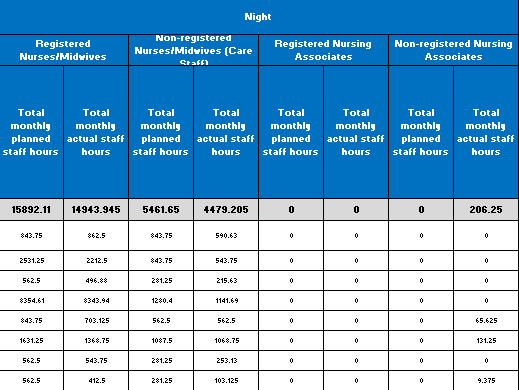 Night
Registered Nurses/Midwives Non-registered Nurses/Midwives (Care Staff) Registered Nursing Associates Non-registered Nursing Associates
Total monthly planned staff hours Total monthly actual staff hours Total monthly planned staff hours Total monthly actual staff hours Total monthly planned staff hours Total monthly actual staff hours Total monthly planned staff hours Total monthly actual staff hours
15892.11 14943.945 5461.65 4479.205 0 0 0 206.25
843.75 862.5 843.75 590.63 0 0 0 0
2531.25 2212.5 843.75 543.75 0 0 0 0
562.5 496.88 281.25 215.63 0 0 0 0
8354.61 8343.94 1280.4 1141.69 0 0 0 0
843.75 703.125 562.5 562.5 0 0 0 65.625
1631.25 1368.75 1087.5 1068.75 0 0 0 131.25
562.5 543.75 281.25 253.13 0 0 0 0
562.5 412.5 281.25 103.125 0 0 0 9.375